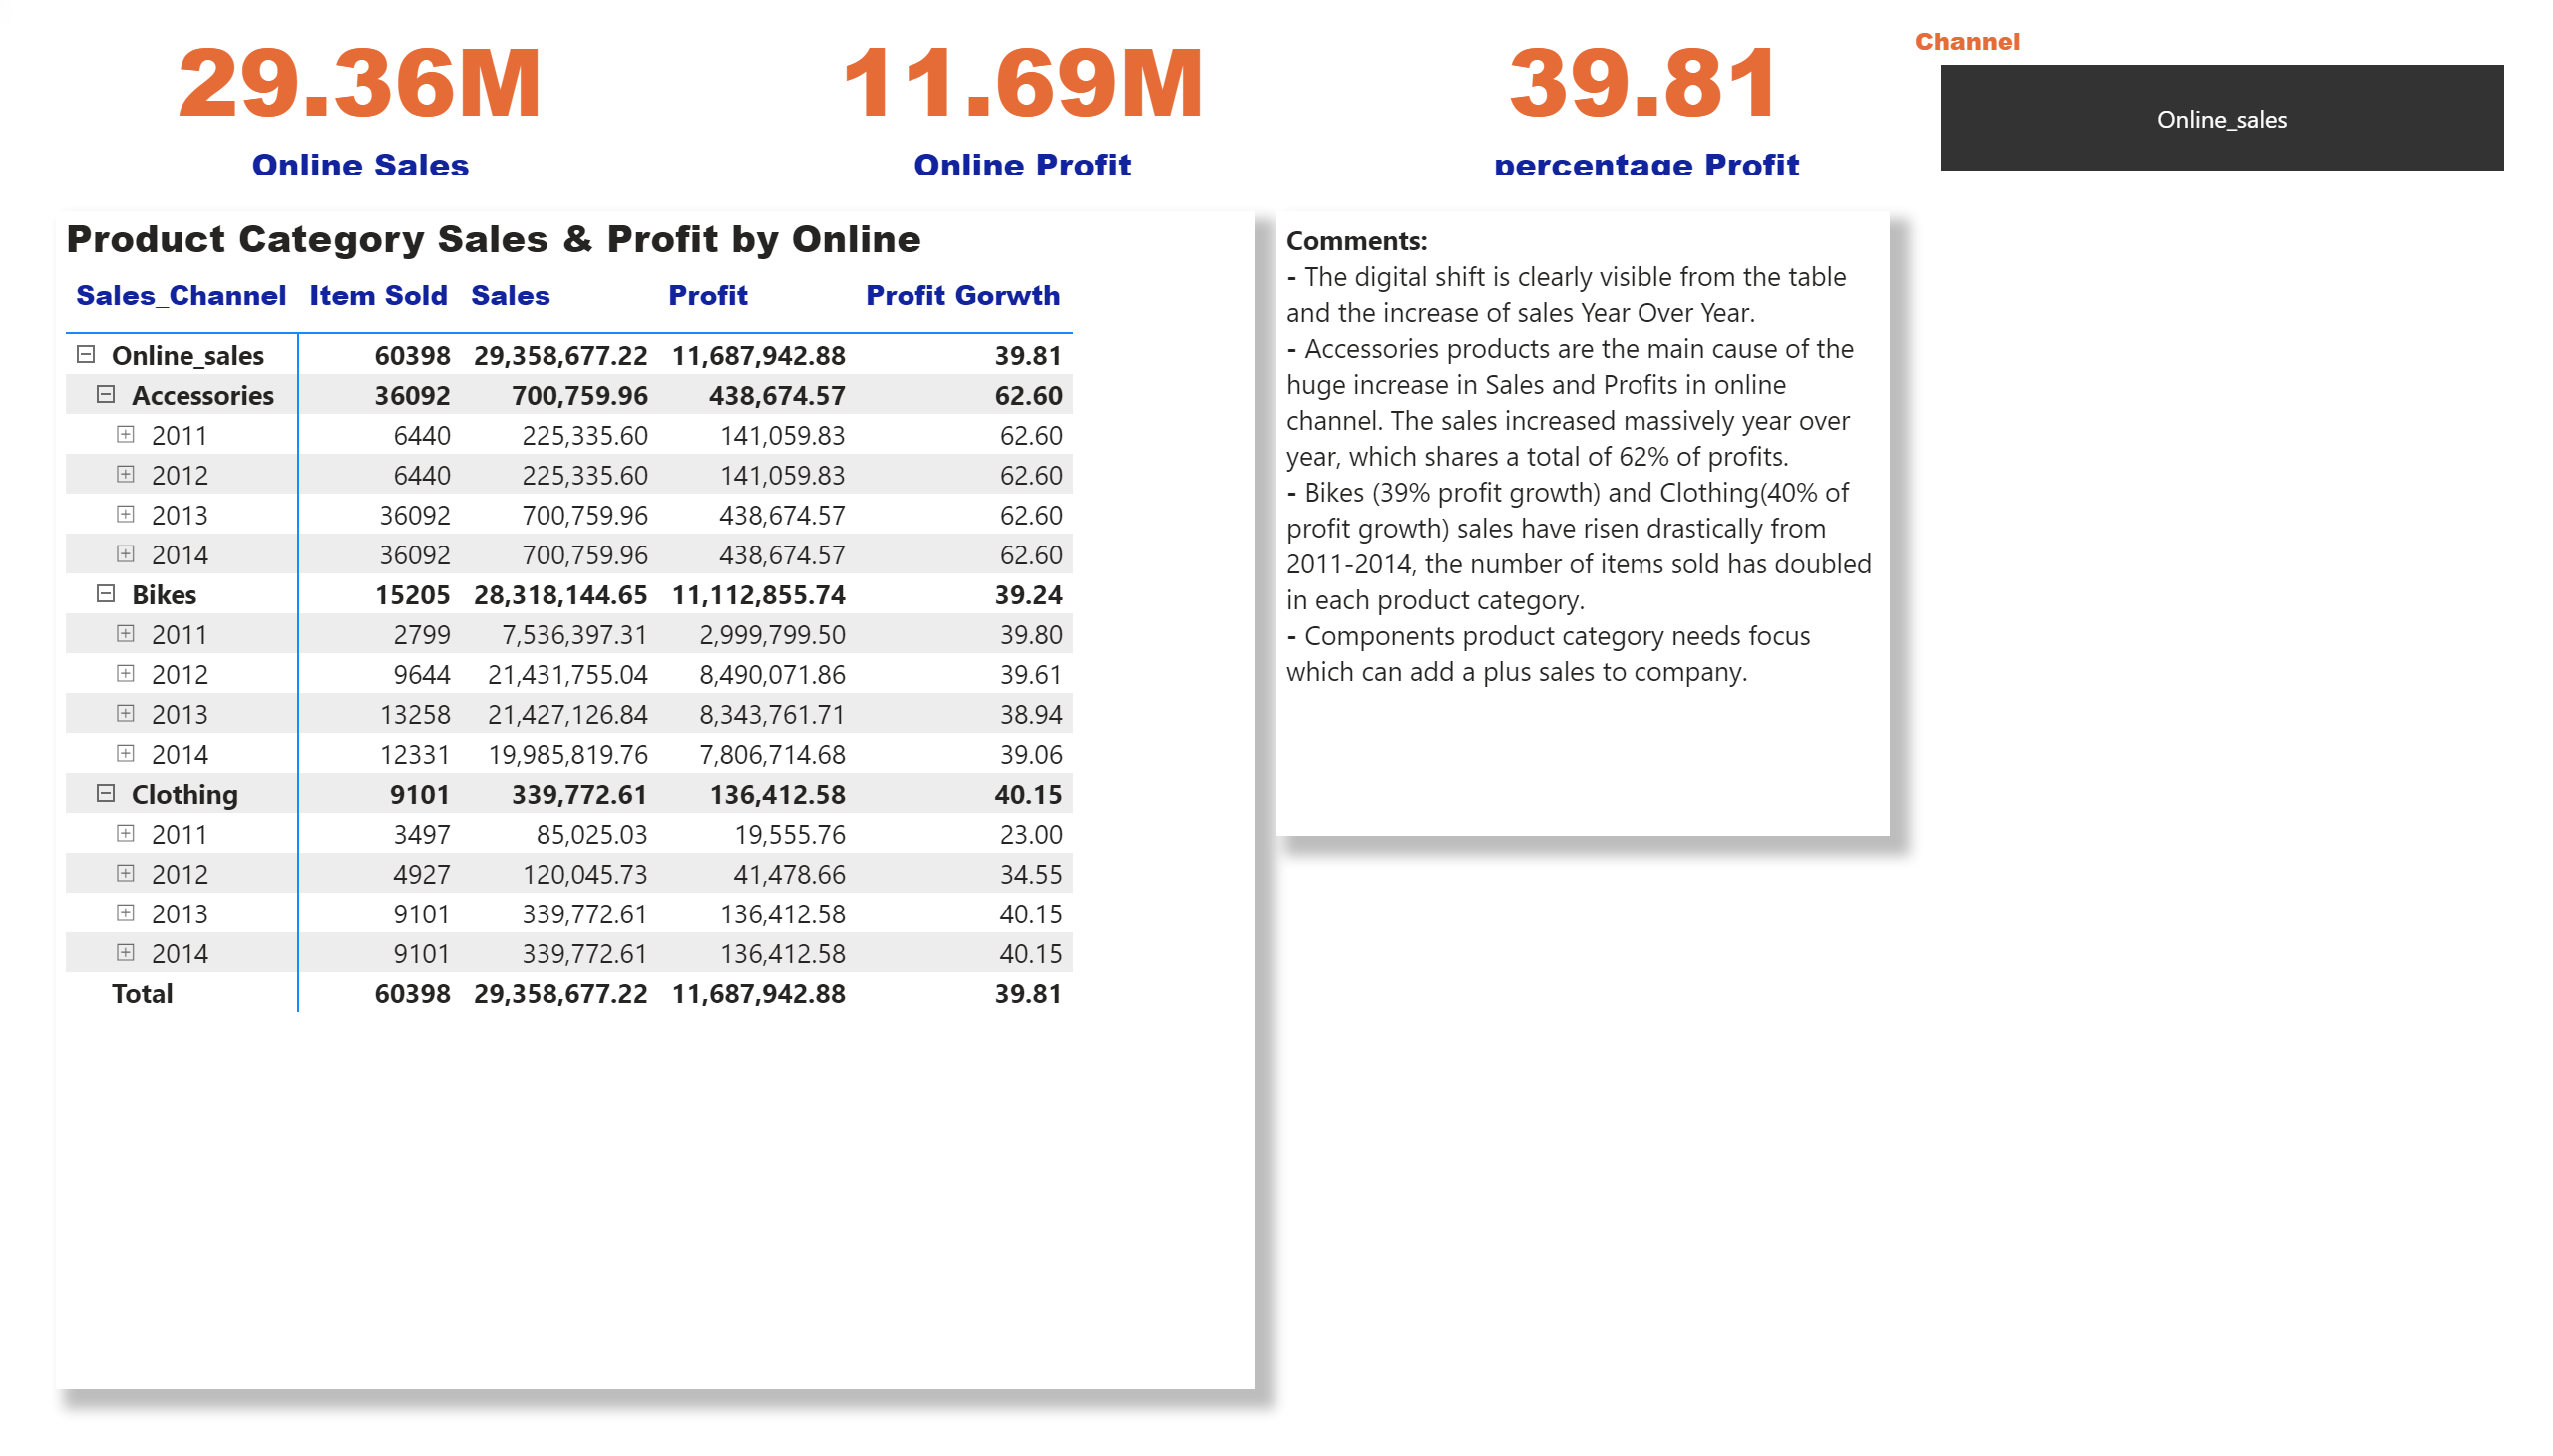 29.36M
Online Sales
11.69M
Online Profit
39.81
percentage Profit
Channel
Online_sales
Product Category Sales & Profit by Online
Sales_Channel Item Sold Sales Profit Profit Gorwth
Online_sales 60398 29,358,677.22 11,687,942.88 39.81
Accessories 36092 700,759.96 438,674.57 62.60
2011 6440 225,335.60 141,059.83 62.60
2012 6440 225,335.60 141,059.83 62.60
2013 36092 700,759.96 438,674.57 62.60
2014 36092 700,759.96 438,674.57 62.60
Bikes 15205 28,318,144.65 11,112,855.74 39.24
2011 2799 7,536,397.31 2,999,799.50 39.80
2012 9644 21,431,755.04 8,490,071.86 39.61
2013 13258 21,427,126.84 8,343,761.71 38.94
2014 12331 19,985,819.76 7,806,714.68 39.06
Clothing 9101 339,772.61 136,412.58 40.15
2011 3497 85,025.03 19,555.76 23.00
2012 4927 120,045.73 41,478.66 34.55
2013 9101 339,772.61 136,412.58 40.15
2014 9101 339,772.61 136,412.58 40.15
Total 60398 29,358,677.22 11,687,942.88 39.81
Comments:
- The digital shift is clearly visible from the table
and the increase of sales Year Over Year.
- Accessories products are the main cause of the
huge increase in Sales and Profits in online
channel. The sales increased massively year over
year, which shares a total of 62% of profits.
- Bikes (39% profit growth) and Clothing(40% of
profit growth) sales have risen drastically from
2011-2014, the number of items sold has doubled
in each product category.
- Components product category needs focus
which can add a plus sales to company.